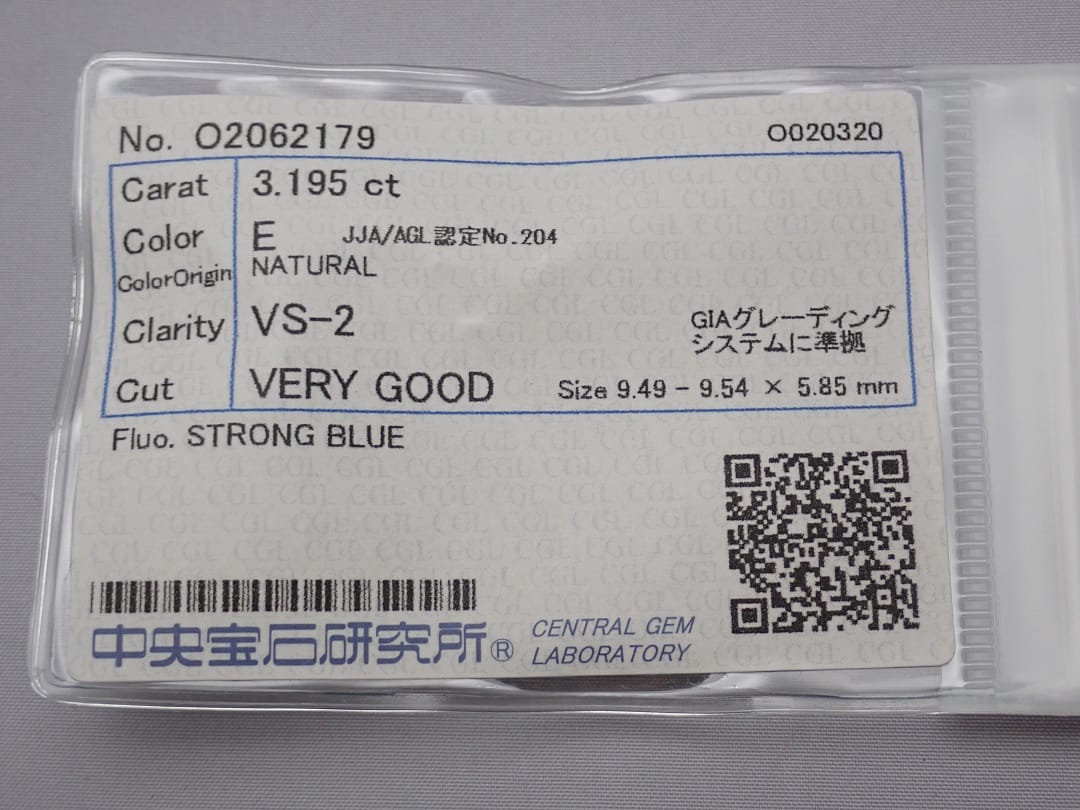 No. O2062179
O020320
Carat 3.195 ct
Color E JJA/AGL認定No.204
ColorOrigin NATURAL
Clarity VS-2
GIAグレーディング
システムに準拠
Cut VERY GOOD Size 9.49 - 9.54 × 5.85 mm
Fluo. STRONG BLUE
中央宝石研究所® CENTRAL GEM
LABORATORY